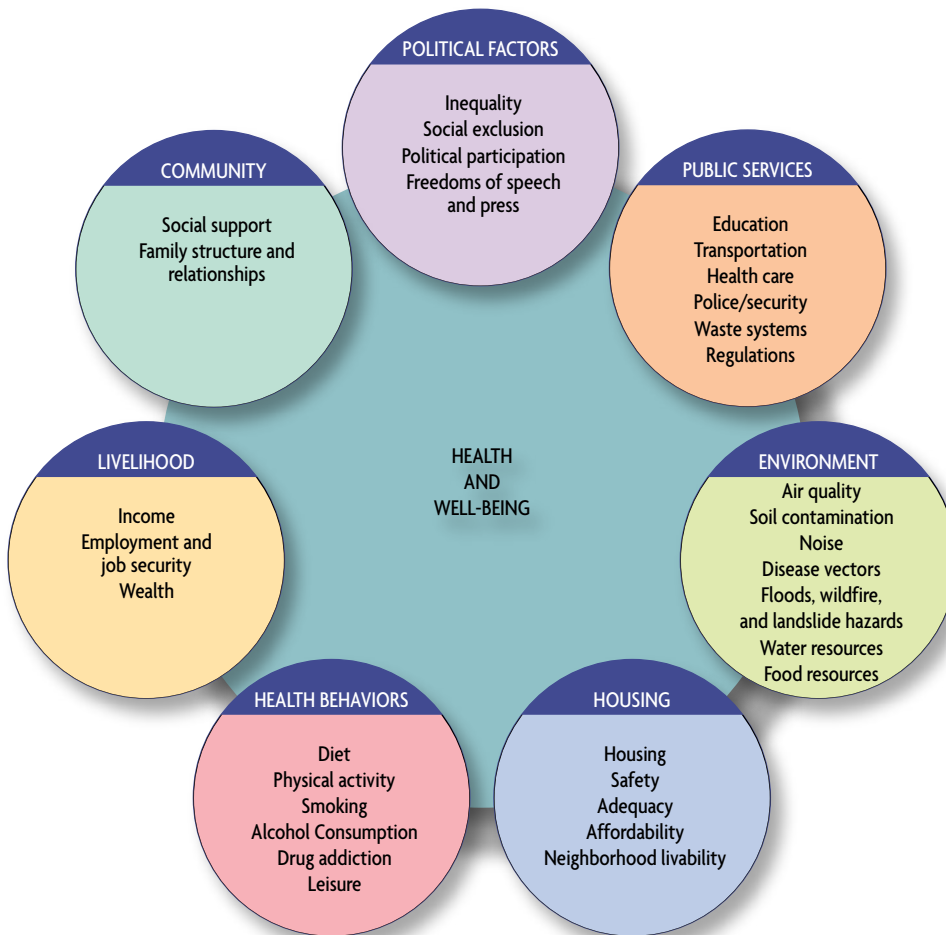 POLITICAL FACTORS
Inequality
Social exclusion
Political participation
Freedoms of speech
and press
PUBLIC SERVICES
Education
Transportation
Health care
Police/security
Waste systems
Regulations
ENVIRONMENT
Air quality
Soil contamination
Noise
Disease vectors
Floods, wildfire,
and landslide hazards
Water resources
Food resources
HOUSING
Housing
Safety
Adequacy
Affordability
Neighborhood livability
HEALTH BEHAVIORS
Diet
Physical activity
Smoking
Alcohol Consumption
Drug addiction
Leisure
LIVELIHOOD
Income
Employment and
job security
Wealth
COMMUNITY
Social support
Family structure and
relationships
HEALTH
AND
WELL-BEING